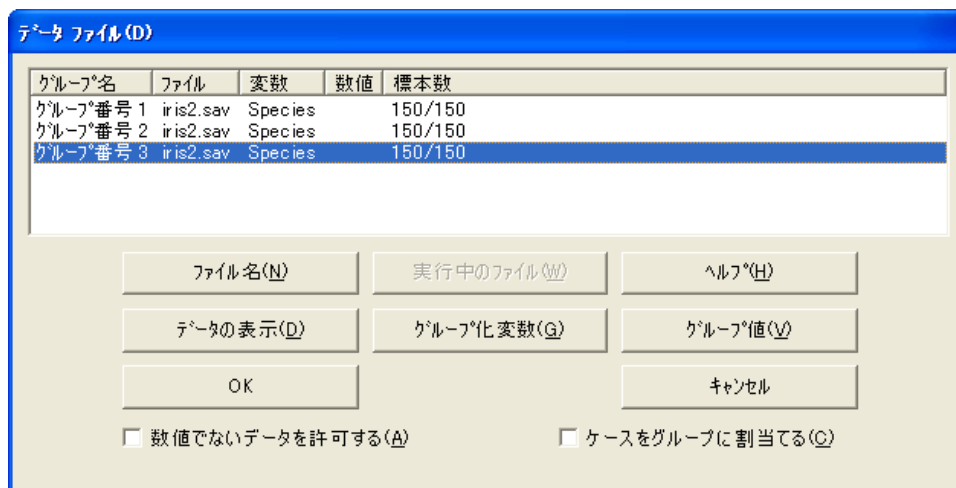 ﾃﾞｰﾀ ﾌｧｲﾙ(D)
ｸﾞﾙｰﾌﾟ名 ﾌｧｲﾙ 変数 数値 標本数
ｸﾞﾙｰﾌﾟ番号 1 iris2.sav Species 150/150
ｸﾞﾙｰﾌﾟ番号 2 iris2.sav Species 150/150
ｸﾞﾙｰﾌﾟ番号 3 iris2.sav Species 150/150
ﾌｧｲﾙ名(N) 実行中のﾌｧｲﾙ(W) ﾍﾙﾌﾟ(H)
ﾃﾞｰﾀの表示(D) ｸﾞﾙｰﾌﾟ化変数(G) ｸﾞﾙｰﾌﾟ値(V)
OK ｷｬﾝｾﾙ
数値でないデータを許可する(A) ケースをグループに割当てる(C)